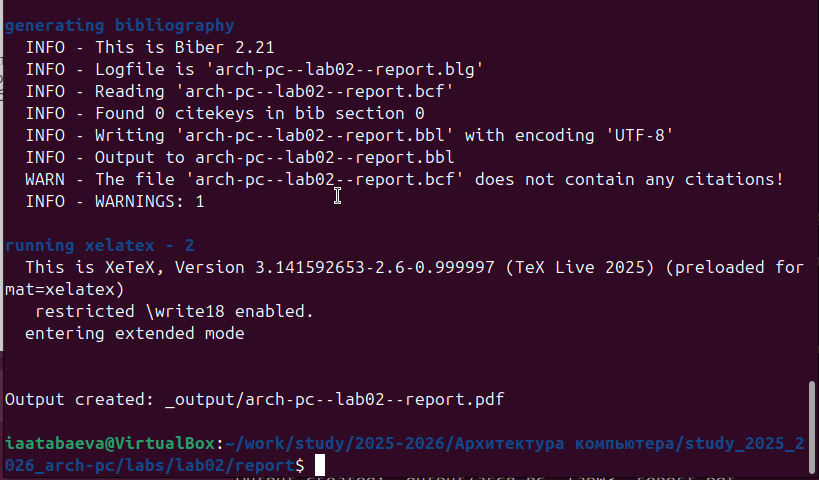 generating bibliography
INFO - This is Biber 2.21
INFO - Logfile is 'arch-pc--lab02--report.blg'
INFO - Reading 'arch-pc--lab02--report.bcf'
INFO - Found 0 citekeys in bib section 0
INFO - Writing 'arch-pc--lab02--report.bbl' with encoding 'UTF-8'
INFO - Output to arch-pc--lab02--report.bbl
WARN - The file 'arch-pc--lab02--report.bcf' does not contain any citations!
INFO - WARNINGS: 1
running xelatex - 2
This is XeTeX, Version 3.141592653-2.6-0.999997 (TeX Live 2025) (preloaded for
mat=xelatex)
restricted \write18 enabled.
entering extended mode
Output created: _output/arch-pc--lab02--report.pdf
iaatabaeva@VirtualBox:~/work/study/2025-2026/Архитектура компьютера/study_2025_2
026_arch-pc/labs/lab02/report$